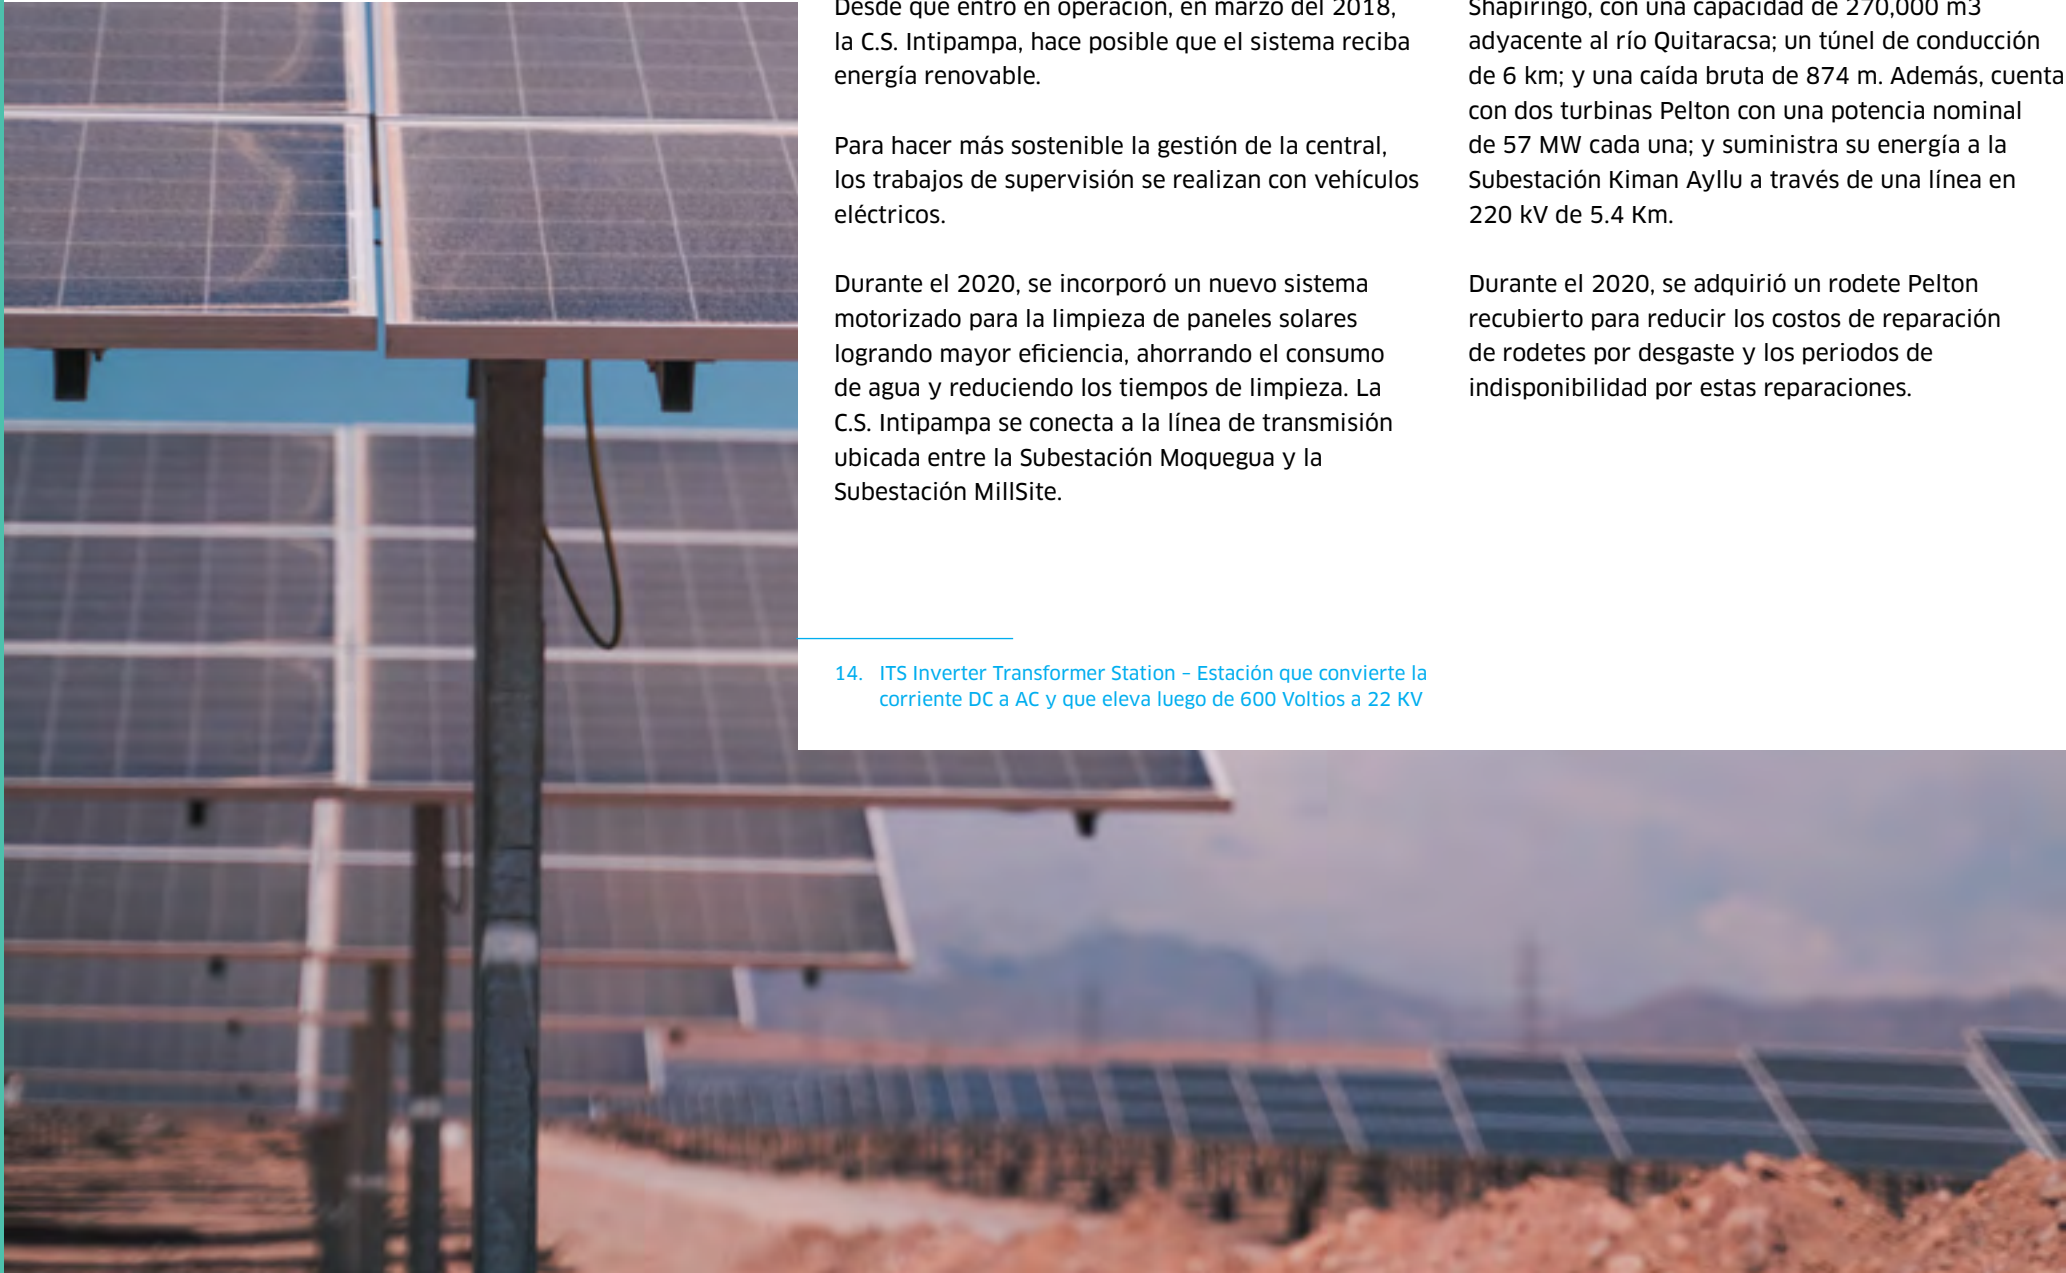 Desde que entró en operación, en marzo del 2018,
la C.S. Intipampa, hace posible que el sistema reciba
energía renovable.
Para hacer más sostenible la gestión de la central,
los trabajos de supervisión se realizan con vehículos
eléctricos.
Durante el 2020, se incorporó un nuevo sistema
motorizado para la limpieza de paneles solares
logrando mayor eficiencia, ahorrando el consumo
de agua y reduciendo los tiempos de limpieza. La
C.S. Intipampa se conecta a la línea de transmisión
ubicada entre la Subestación Moquegua y la
Subestación MillSite.
14. ITS Inverter Transformer Station – Estación que convierte la
corriente DC a AC y que eleva luego de 600 Voltios a 22 KV
Shapiringo, con una capacidad de 270,000 m3
adyacente al río Quitaracsa; un túnel de conducción
de 6 km; y una caída bruta de 874 m. Además, cuenta
con dos turbinas Pelton con una potencia nominal
de 57 MW cada una; y suministra su energía a la
Subestación Kiman Ayllu a través de una línea en
220 kV de 5.4 Km.
Durante el 2020, se adquirió un rodete Pelton
recubierto para reducir los costos de reparación
de rodetes por desgaste y los periodos de
indisponibilidad por estas reparaciones.